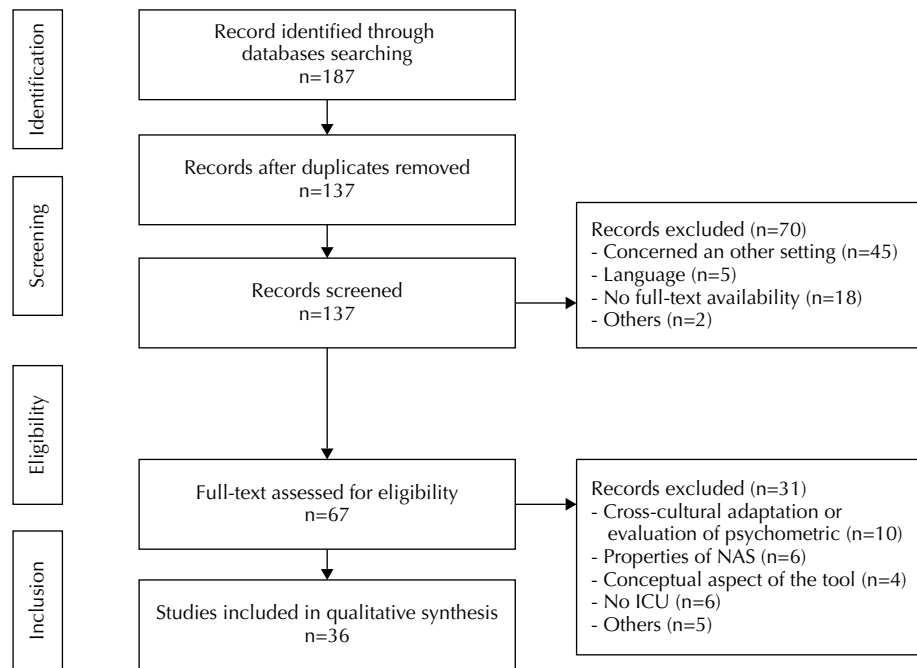 Identification
Record identified through
databases searching
n=187
Records after duplicates removed
n=137
Screening
Records screened
n=137
Records excluded (n=70)
- Concerned an other setting (n=45)
- Language (n=5)
- No full-text availability (n=18)
- Others (n=2)
Eligibility
Full-text assessed for eligibility
n=67
Records excluded (n=31)
- Cross-cultural adaptation or
evaluation of psychometric (n=10)
- Properties of NAS (n=6)
- Conceptual aspect of the tool (n=4)
- No ICU (n=6)
- Others (n=5)
Inclusion
Studies included in qualitative synthesis
n=36